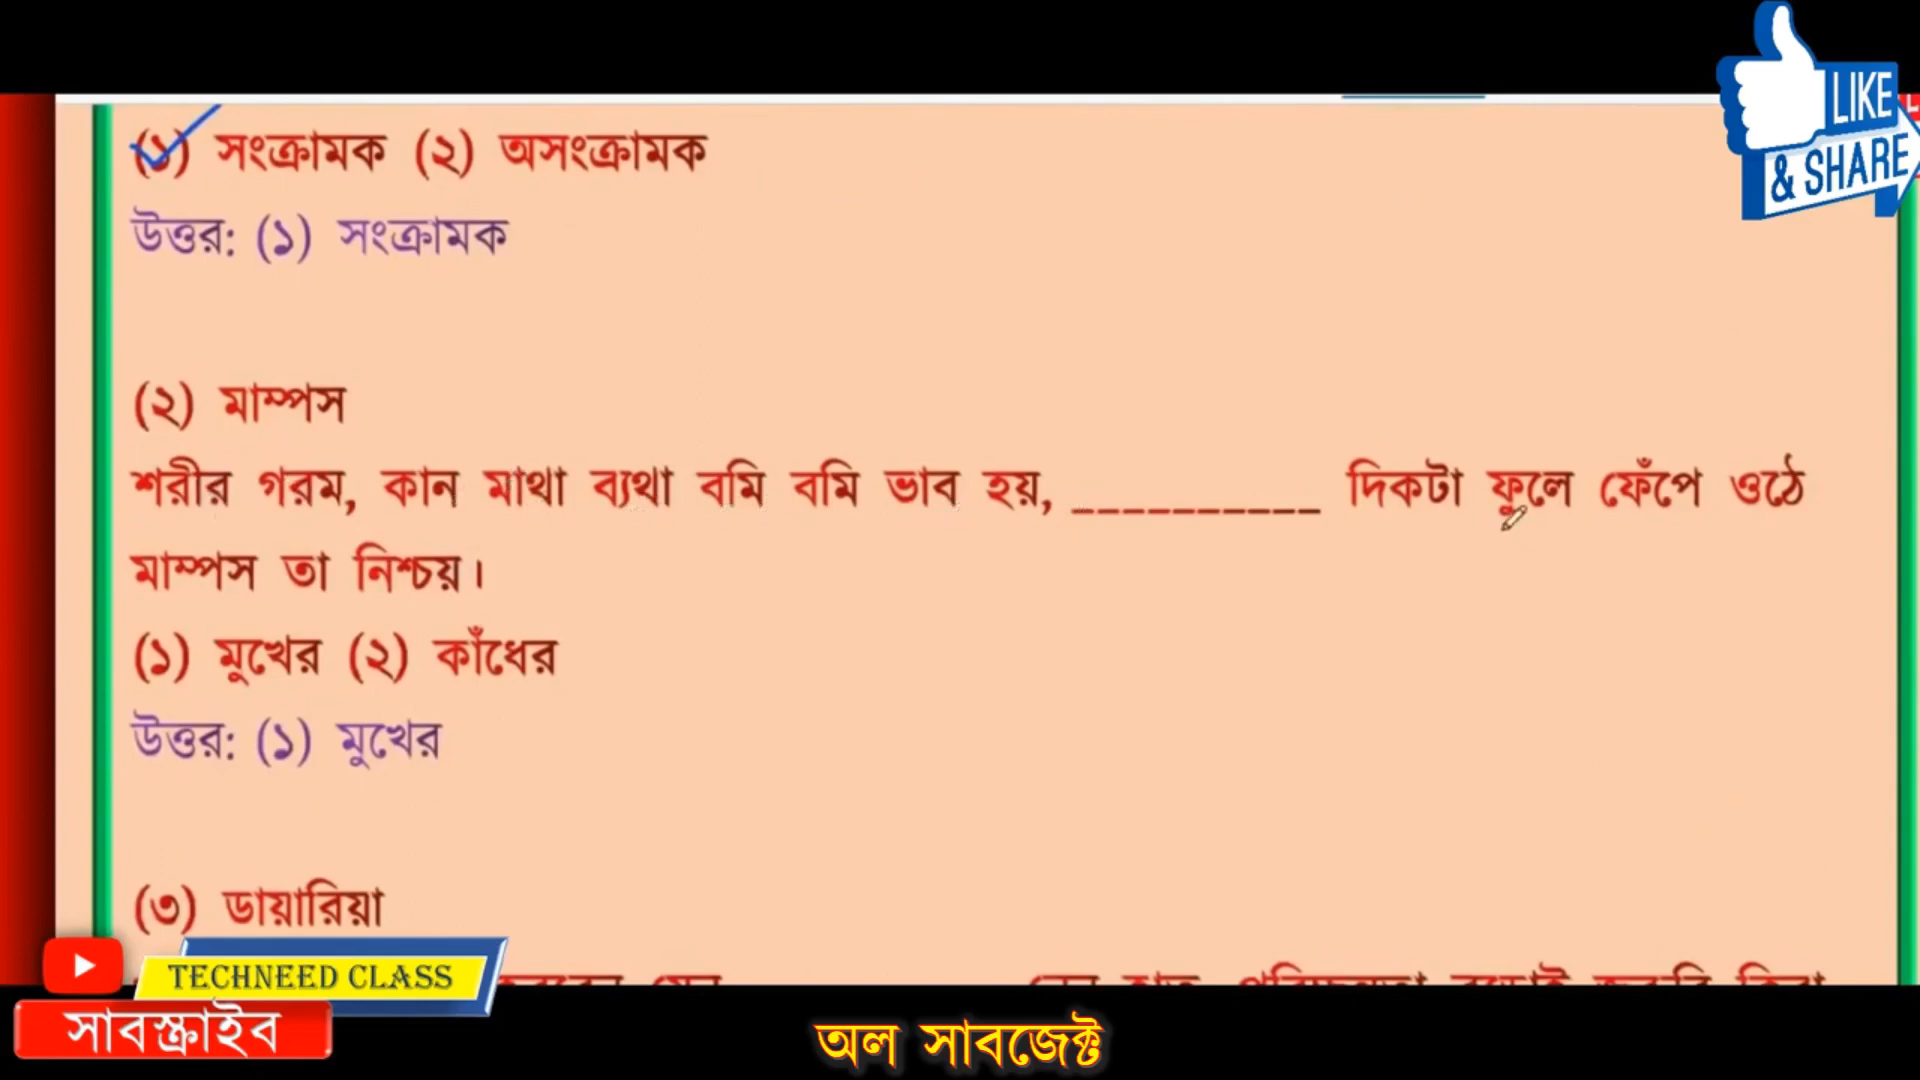 LIKE
& SHARE
(১) সংক্রামক (২) অসংক্রামক
উত্তর: (১) সংক্রামক
(২) মাম্পস
শরীর গরম, কান মাথা ব্যথা বমি বমি ভাব হয়, __________ দিকটা ফুলে ফেঁপে ওঠে
মাম্পস তা নিশ্চয়।
(১) মুখের (২) কাঁধের
উত্তর: (১) মুখের
(৩) ডায়ারিয়া
TECHNEED CLASS
সাবস্ক্রাইব
অল সাবজেক্ট